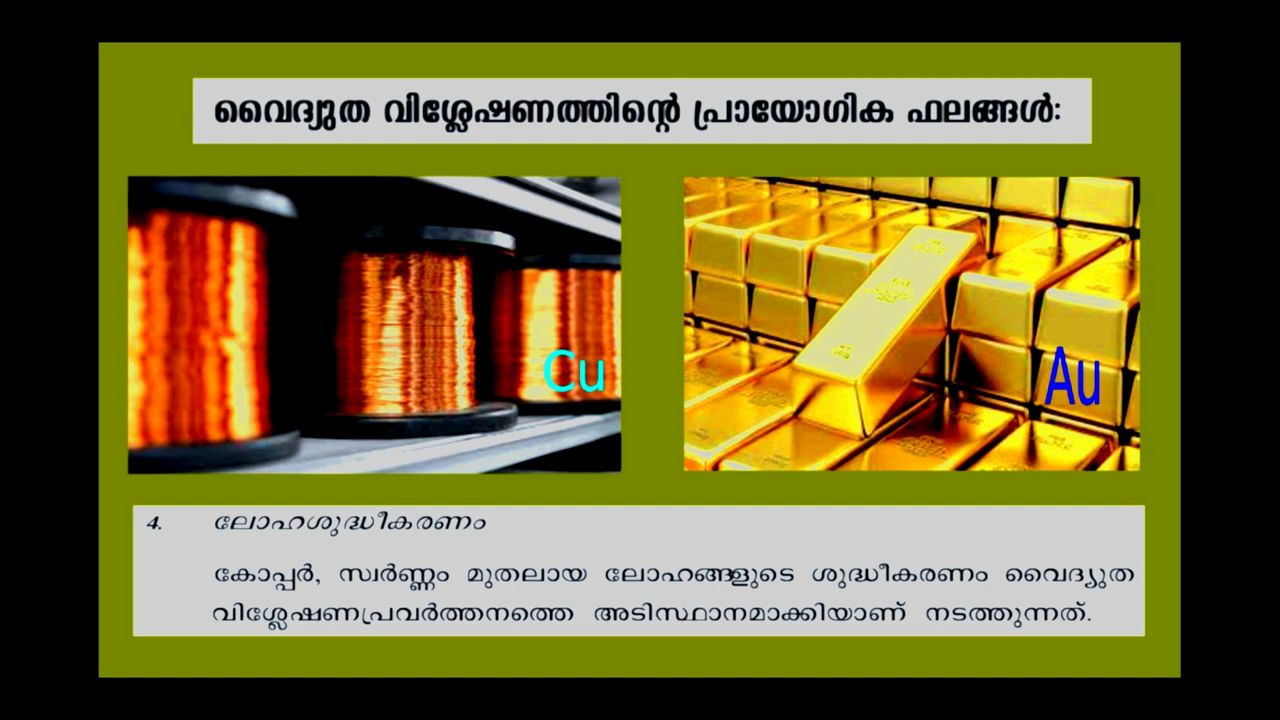 വൈദ്യുത വിശ്ലേഷണത്തിന്റെ പ്രായോഗിക ഫലങ്ങൾ:
Cu
Au
4. ലോഹശുദ്ധീകരണം
കോപ്പർ, സ്വർണ്ണം മുതലായ ലോഹങ്ങളുടെ ശുദ്ധീകരണം വൈദ്യുത
വിശ്ലേഷണപ്രവർത്തനത്തെ അടിസ്ഥാനമാക്കിയാണ് നടത്തുന്നത്.